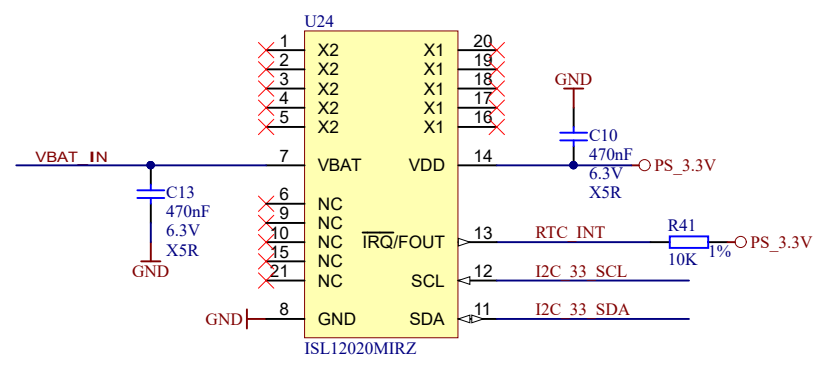 U24
1 X2 X1 20
2 X2 X1 19
3 X2 X1 18
4 X2 X1 17
5 X2 X1 16
GND
C10
470nF
6.3V
X5R
VBAT_IN 7 VBAT VDD 14 PS_3.3V
C13
470nF
6.3V
X5R
GND
6 NC
9 NC
10 NC IRQ/FOUT 13 RTC_INT R41 10K 1% PS_3.3V
15 NC
21 NC SCL 12 I2C_33_SCL
GND 8 GND SDA 11 I2C_33_SDA
ISL12020MIRZ